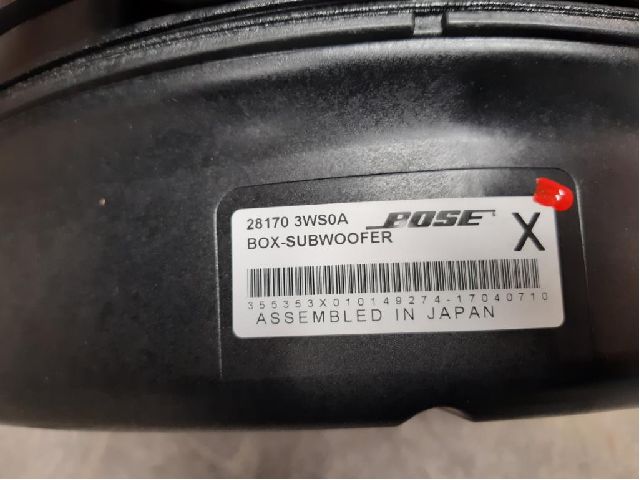 28170 3WS0A BOSE X
BOX-SUBWOOFER
355353X010149274-17040710
ASSEMBLED IN JAPAN